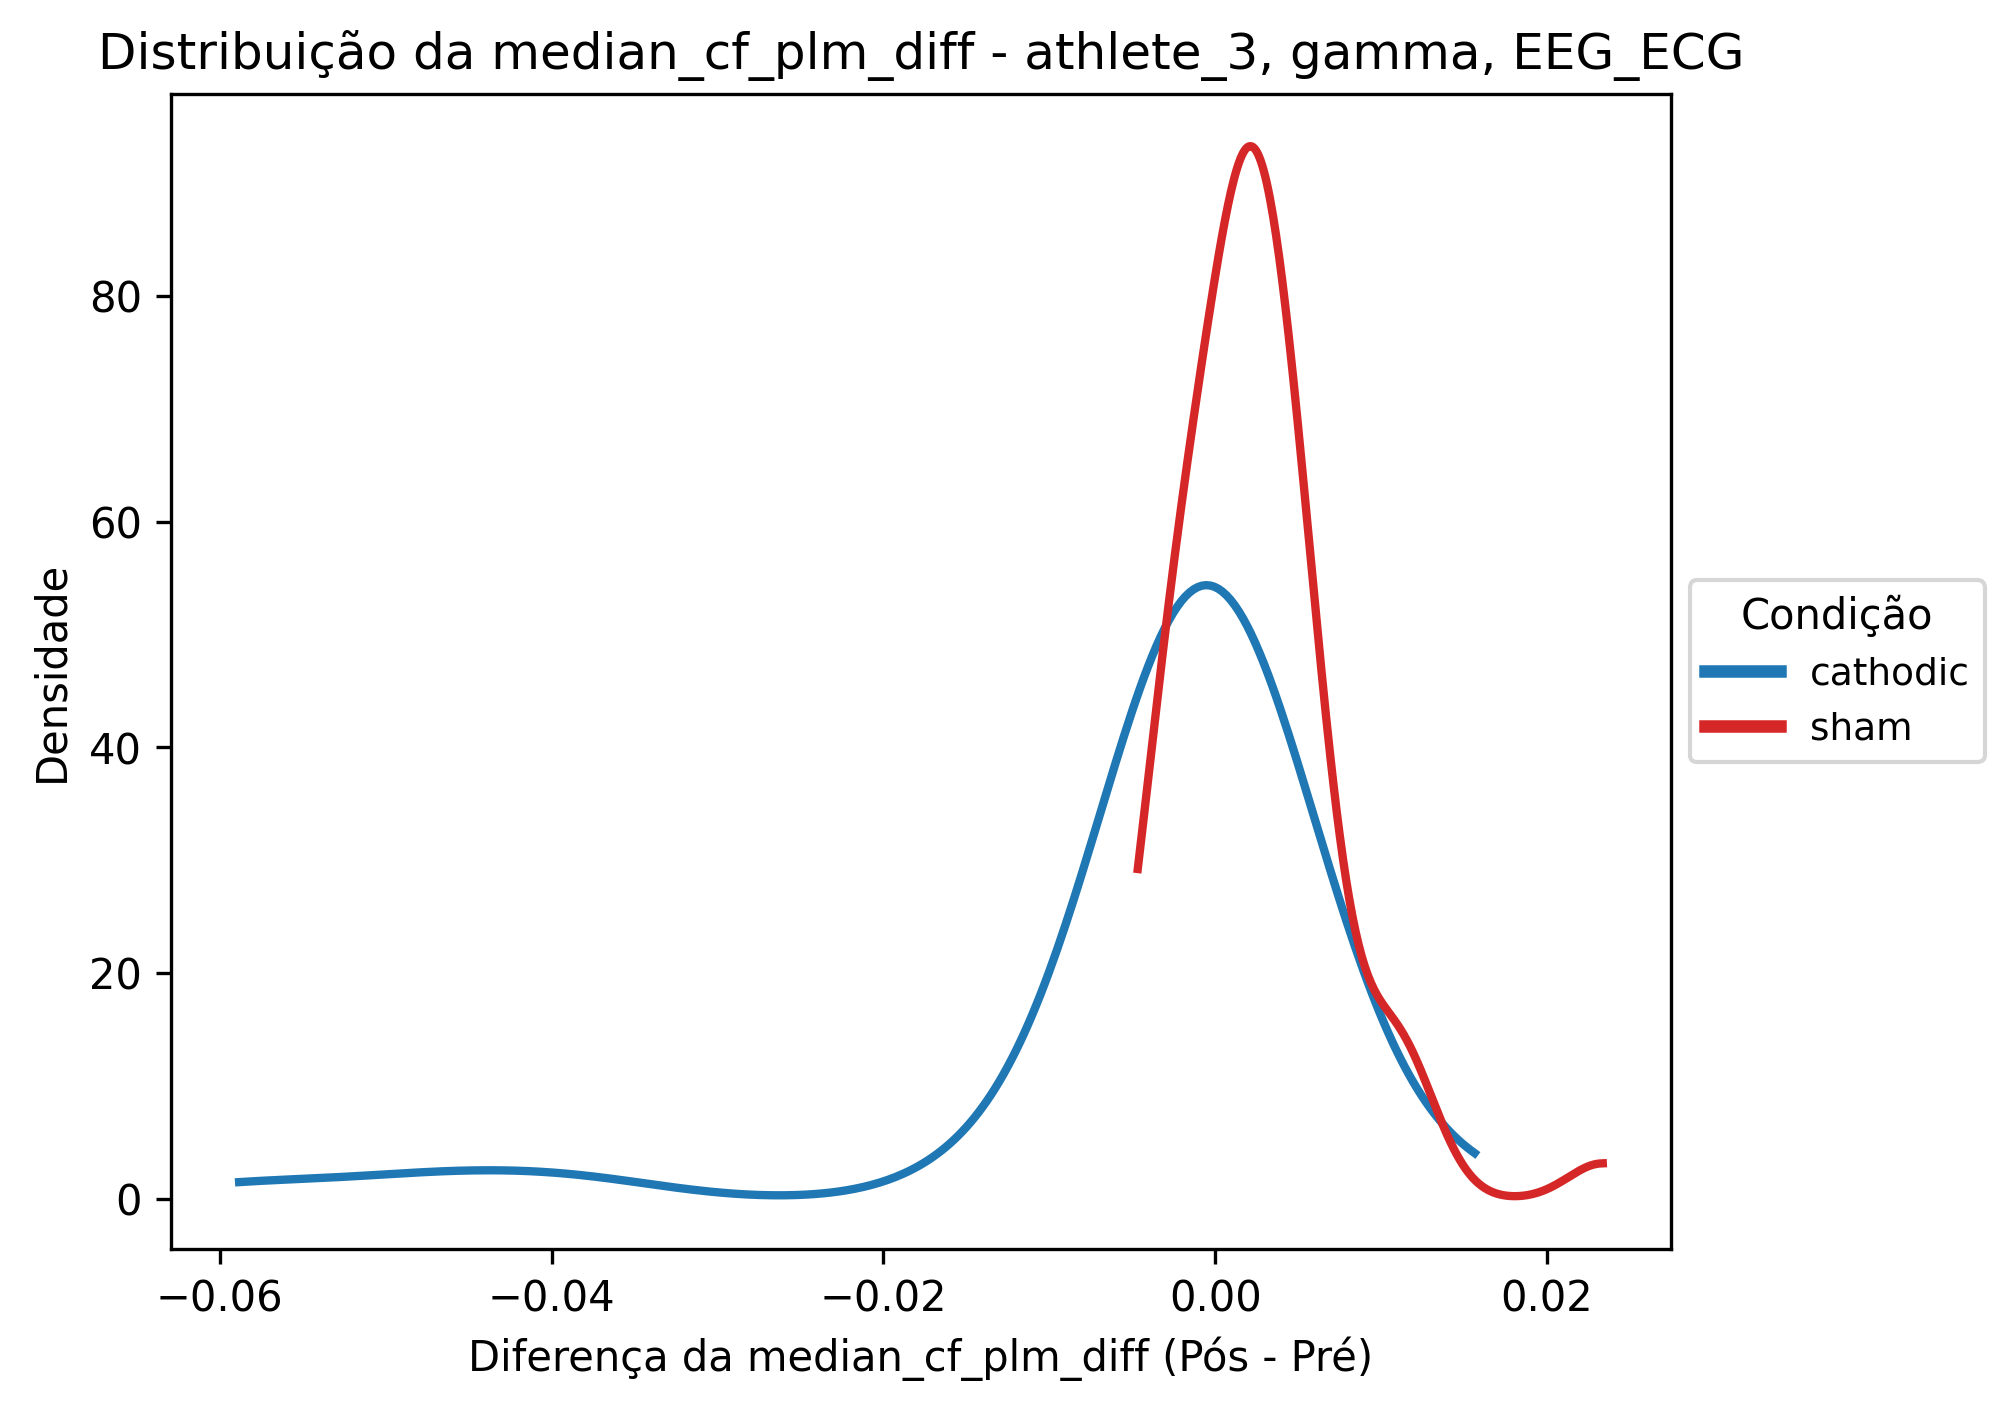 Distribuição da median_cf_plm_diff - athlete_3, gamma, EEG_ECG
Densidade
80
60
40
20
0
−0.06
−0.04
−0.02
0.00
0.02
Diferença da median_cf_plm_diff (Pós - Pré)
Condição
cathodic
sham